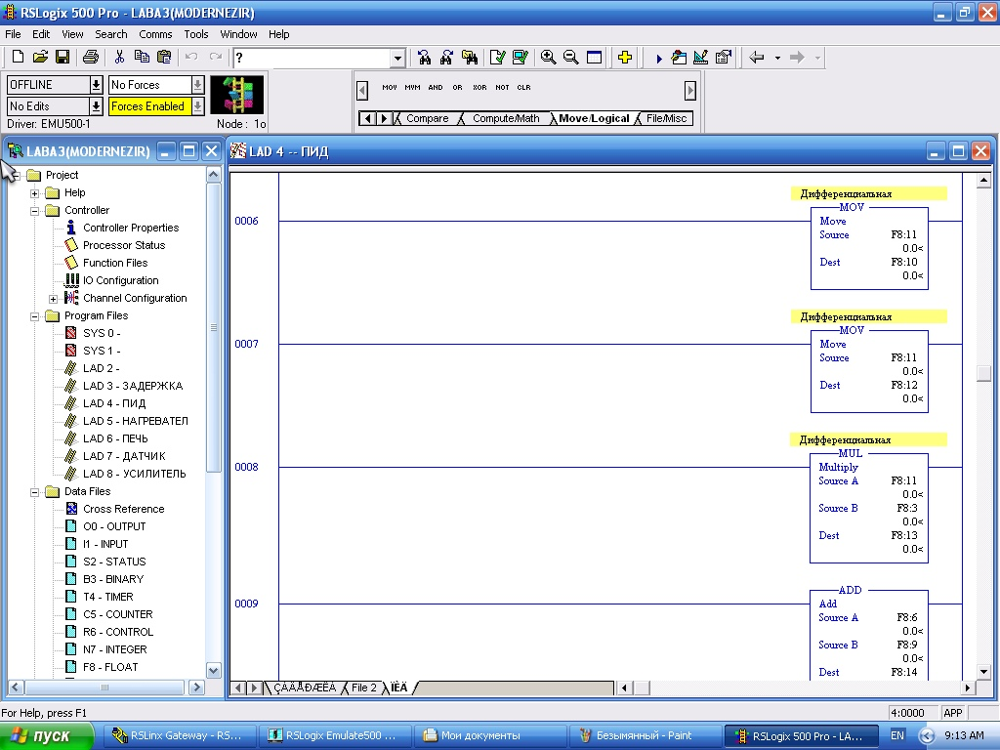 RSLogix 500 Pro - LABA3(MODERNEZIR)
File Edit View Search Comms Tools Window Help
?
OFFLINE No Forces
No Edits Forces Enabled
Driver: EMU500-1 Node : 1o
MOV MVM AND OR XOR NOT CLR
Compare Compute/Math Move/Logical File/Misc
LABA3(MODERNEZIR)
Project
Help
Controller
Controller Properties
Processor Status
Function Files
IO Configuration
Channel Configuration
Program Files
SYS 0 -
SYS 1 -
LAD 2 -
LAD 3 - ЗАДЕРЖКА
LAD 4 - ПИД
LAD 5 - НАГРЕВАТЕЛ
LAD 6 - ПЕЧЬ
LAD 7 - ДАТЧИК
LAD 8 - УСИЛИТЕЛЬ
Data Files
Cross Reference
O0 - OUTPUT
I1 - INPUT
S2 - STATUS
B3 - BINARY
T4 - TIMER
C5 - COUNTER
R6 - CONTROL
N7 - INTEGER
F8 - FLOAT
LAD 4 -- ПИД
Дифференциальная
0006
MOV
Move
Source F8:11
0.0<
Dest F8:10
0.0<
Дифференциальная
0007
MOV
Move
Source F8:11
0.0<
Dest F8:12
0.0<
Дифференциальная
0008
MUL
Multiply
Source A F8:11
0.0<
Source B F8:3
0.0<
Dest F8:13
0.0<
0009
ADD
Add
Source A F8:6
0.0<
Source B F8:9
0.0<
Dest F8:14
ÇÀÄÅÐÆÊÀ File 2 ÏÈÄ
For Help, press F1 4:0000 APP
пуск RSLinx Gateway - RS... RSLogix Emulate500 ... Мои документы Безымянный - Paint RSLogix 500 Pro - LA... EN 9:13 AM